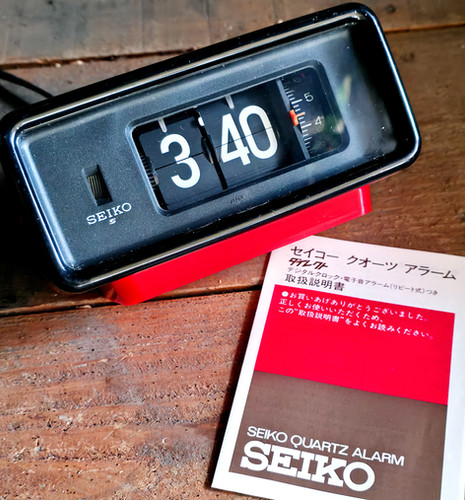 3 40
5
4
SEIKO
S
セイコー クオーツ アラーム
デジタルクロック・電子音アラーム(リピート式)つき
取扱説明書
●お買いあげありがとうございました。
正しくお使いいただくため、
この"取扱説明書"をよくお読みください。
SEIKO QUARTZ ALARM
SEIKO